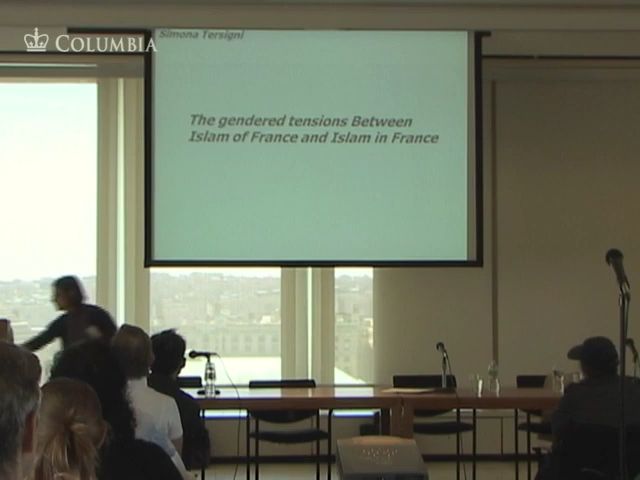 COLUMBIA
Simona Tersigni
The gendered tensions Between
Islam of France and Islam in France